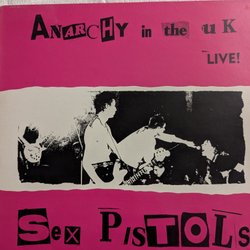 ANARCHY in the uK
"LIVE!
Sex PISTOLS